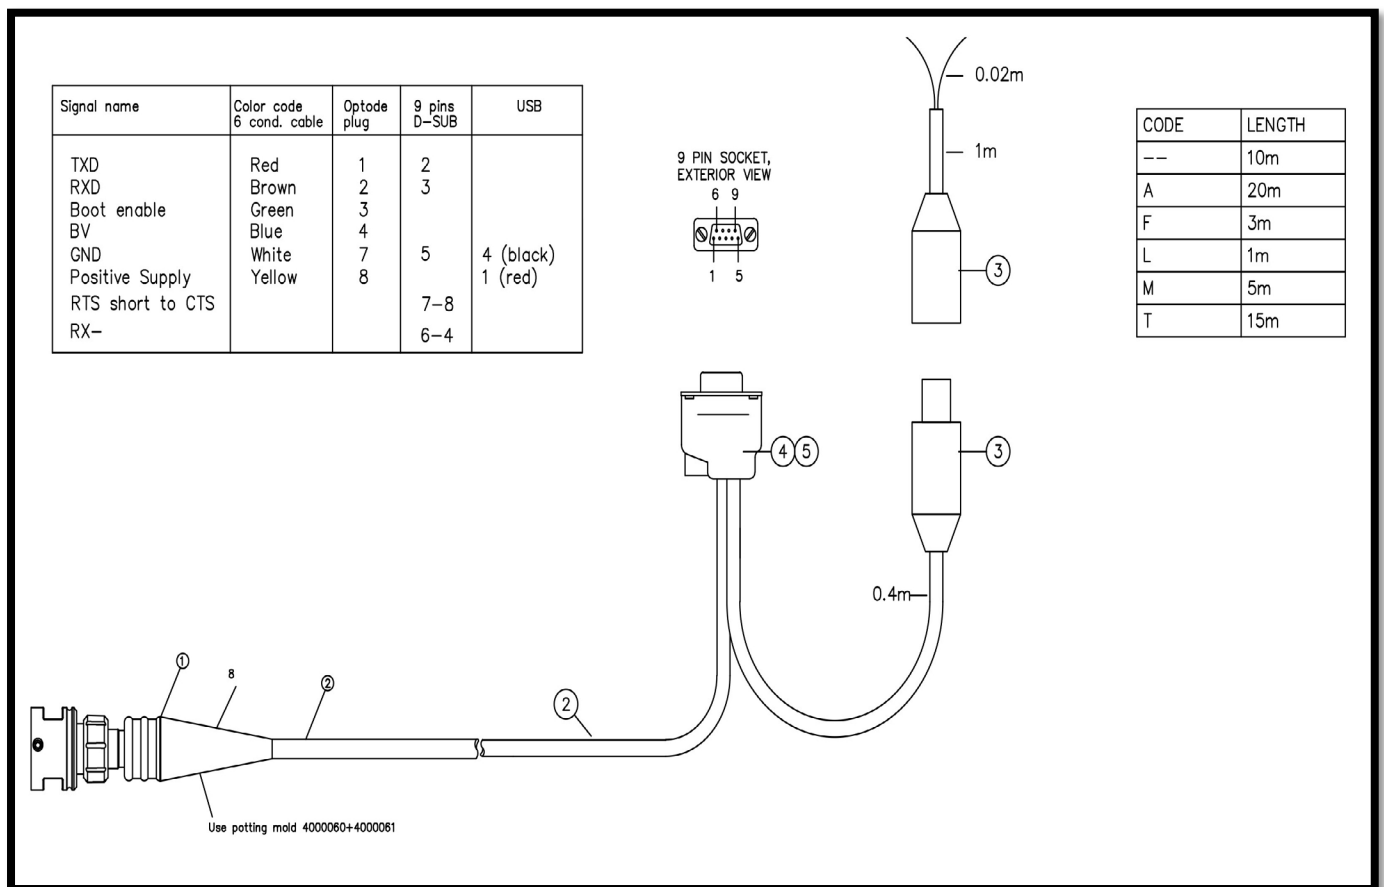 Signal name Color code 6 cond. cable Optode plug 9 pins D-SUB USB
TXD Red 1 2
RXD Brown 2 3
Boot enable Green 3
BV Blue 4
GND White 7 5 4 (black)
Positive Supply Yellow 8 1 (red)
RTS short to CTS 7-8
RX- 6-4
9 PIN SOCKET,
EXTERIOR VIEW
6 9
1 5
0.02m
1m
3
CODE LENGTH
-- 10m
A 20m
F 3m
L 1m
M 5m
T 15m
4 5
3
0.4m
1
8
2
2
Use potting mold 4000060+4000061